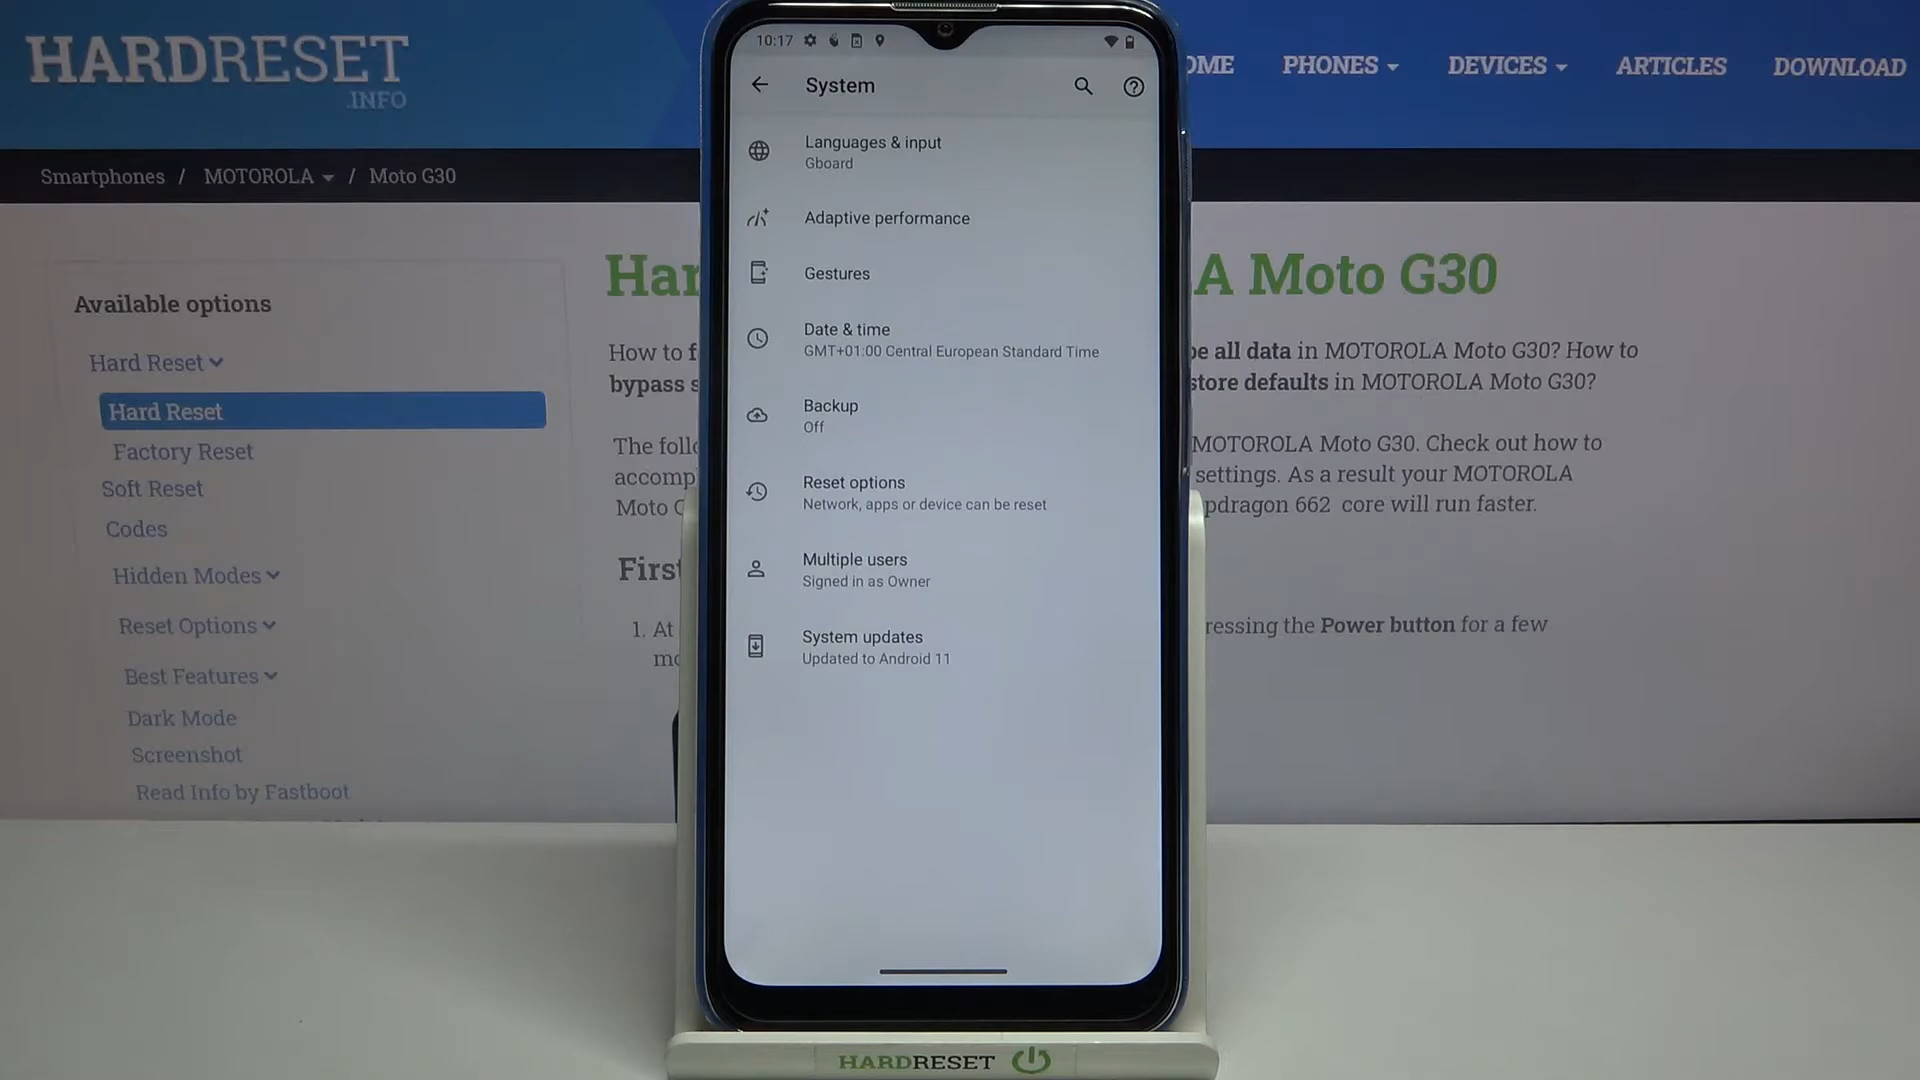 HARDRESET
.INFO
OME
PHONES
DEVICES
ARTICLES
DOWNLOAD
Smartphones / MOTOROLA / Moto G30
Available options
Hard Reset
Hard Reset
Factory Reset
Soft Reset
Codes
Hidden Modes
Reset Options
Best Features
Dark Mode
Screenshot
Read Info by Fastboot
10:17
System
Languages & input
Gboard
Adaptive performance
Gestures
Date & time
GMT+01:00 Central European Standard Time
Backup
Off
Reset options
Network, apps or device can be reset
Multiple users
Signed in as Owner
System updates
Updated to Android 11
Har
A Moto G30
How to f
pe all data in MOTOROLA Moto G30? How to
bypass s
store defaults in MOTOROLA Moto G30?
The follo
MOTOROLA Moto G30. Check out how to
accomp
settings. As a result your MOTOROLA
Moto G
pdragon 662 core will run faster.
First
1. At
ressing the Power button for a few
mo
HARDRESET